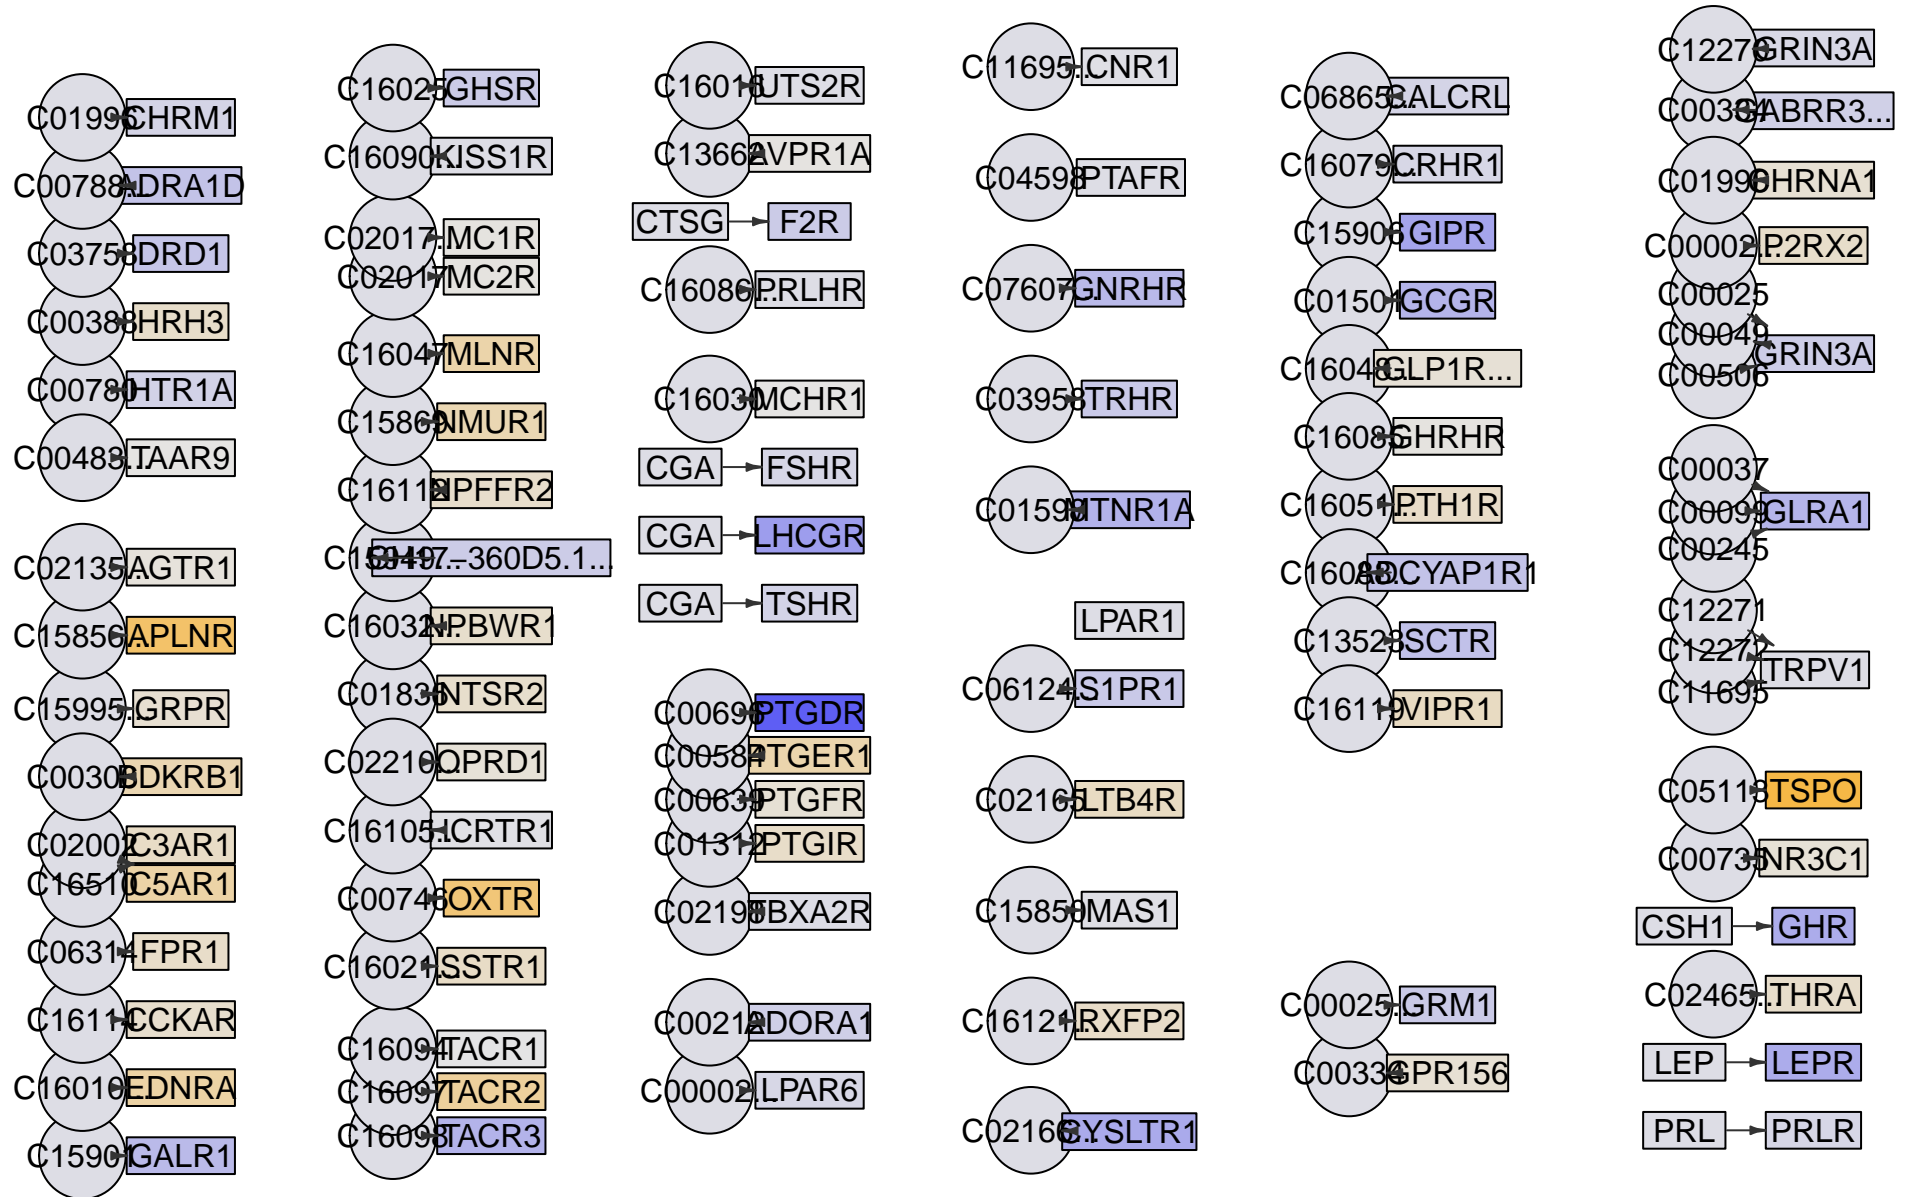 C01996 CHRM1
C00788... ADRA1D
C03758 DRD1
C00388 HRH3
C00780 HTR1A
C00483... TAAR9
C02135... AGTR1
C15856... APLNR
C15995... GRPR
C00306 BDKRB1
C02002 C3AR1
C16510 C5AR1
C06314 FPR1
C16114 CCKAR
C16010... EDNRA
C15901 GALR1
C16025 GHSR
C16090... KISS1R
C02017... MC1R
C02017 MC2R
C16047 MLNR
C15869 NMUR1
C16118 NPFFR2
C16032... NPBWR1
C01836 NTSR2
C02210... OPRD1
C16105... HCRTR1
C00746 OXTR
C16021... SSTR1
C16094 TACR1
C16097 TACR2
C16098 TACR3
C16016 UTS2R
C13662 AVPR1A
CTSG F2R
C16086... PRLHR
C16030 MCHR1
CGA FSHR
CGA LHCGR
CGA TSHR
C00696 PTGDR
C00584 PTGER1
C00639 PTGFR
C01312 PTGIR
C02198 TBXA2R
C00212 ADORA1
C00002... LPAR6
C11695... CNR1
C04598 PTAFR
C07607... GNRHR
C03958 TRHR
C01598 MTNR1A
LPAR1
C06124... S1PR1
C02165 LTB4R
C15850 MAS1
C16121... RXFP2
C02166... CYSLTR1
C06865... CALCRL
C16079... CRHR1
C15906 GIPR
C01501 GCGR
C16048... GLP1R...
C16085 GHRHR
C16051... PTH1R
C16088... ADCYAP1R1
C13523 SCTR
C16119 VIPR1
C00025... GRM1
C00334 GPR156
C12270 GRIN3A
C00334 GABRR3...
C01996 CHRNA1
C00002... P2RX2
C00025
C00049
GRIN3A
C00506
C00037
C00099 GLRA1
C00245
C12271
C12272
TRPV1
C11695
C05113 TSPO
C00735 NR3C1
CSH1 GHR
C02465... THRA
LEP LEPR
PRL PRLR